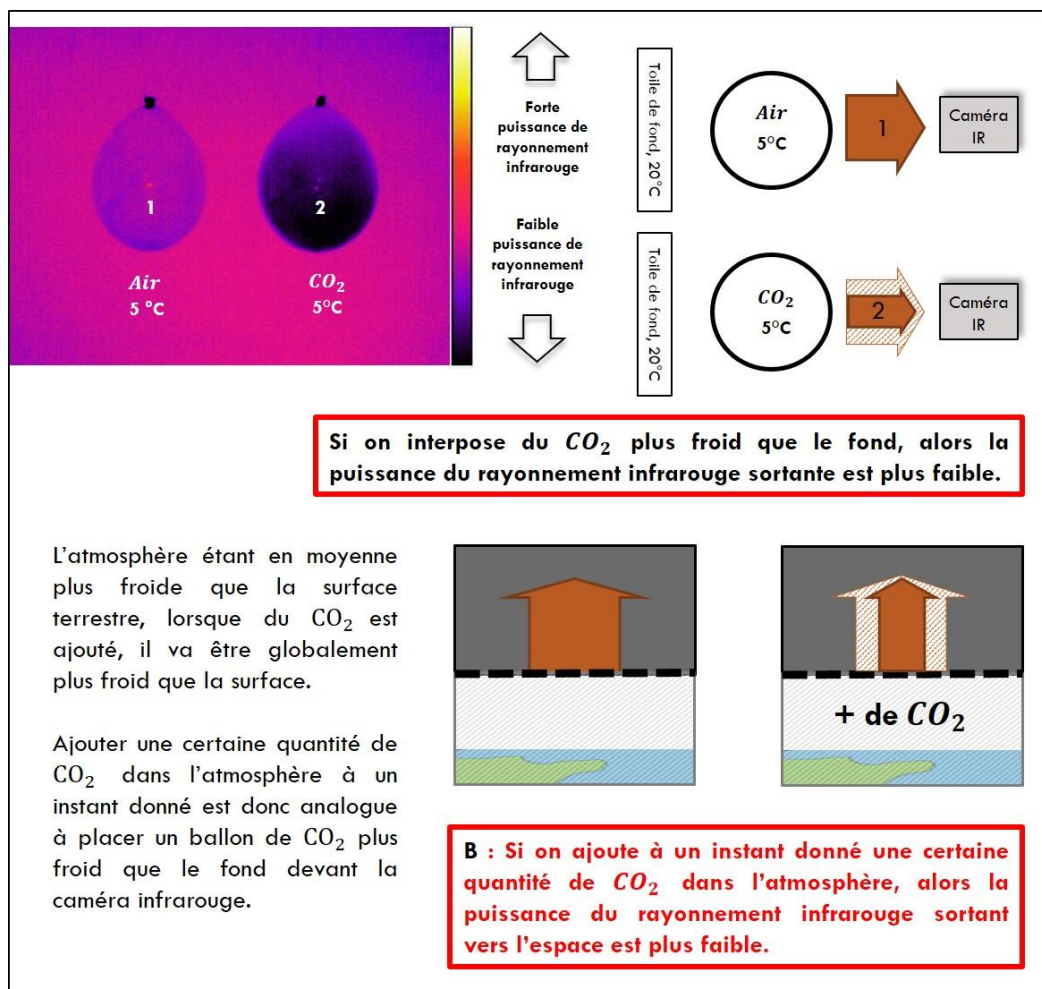 1
2
Air
5 °C
CO₂
5°C
Forte
puissance de
rayonnement
infrarouge
Faible
puissance de
rayonnement
infrarouge
Toile de fond, 20°C
Air
5°C
1
Caméra
IR
Toile de fond, 20°C
CO₂
5°C
2
Caméra
IR
Si on interpose du CO₂ plus froid que le fond, alors la
puissance du rayonnement infrarouge sortante est plus faible.
L'atmosphère étant en moyenne
plus froide que la surface
terrestre, lorsque du CO₂ est
ajouté, il va être globalement
plus froid que la surface.
Ajouter une certaine quantité de
CO₂ dans l'atmosphère à un
instant donné est donc analogue
à placer un ballon de CO₂ plus
froid que le fond devant la
caméra infrarouge.
+ de CO₂
B : Si on ajoute à un instant donné une certaine
quantité de CO₂ dans l'atmosphère, alors la
puissance du rayonnement infrarouge sortant
vers l'espace est plus faible.